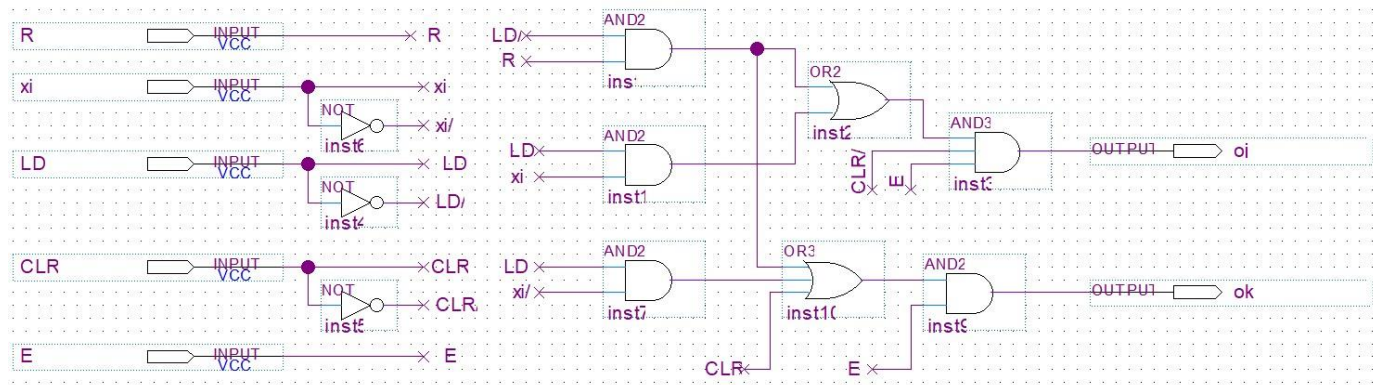 R INPUT VCC R
xi INPUT VCC xi
NOT xi/
inst6
LD INPUT VCC LD
NOT LD/
inst4
CLR INPUT VCC CLR
NOT CLR/
inst5
E INPUT VCC E
AND2
LD/
R
inst
OR2
inst2
AND2
LD
xi
inst1
AND3
CLR/
E
inst3
OUTPUT oi
AND2
LD
xi/
inst7
OR3
inst10
CLR
AND2
E
inst9
OUTPUT ok